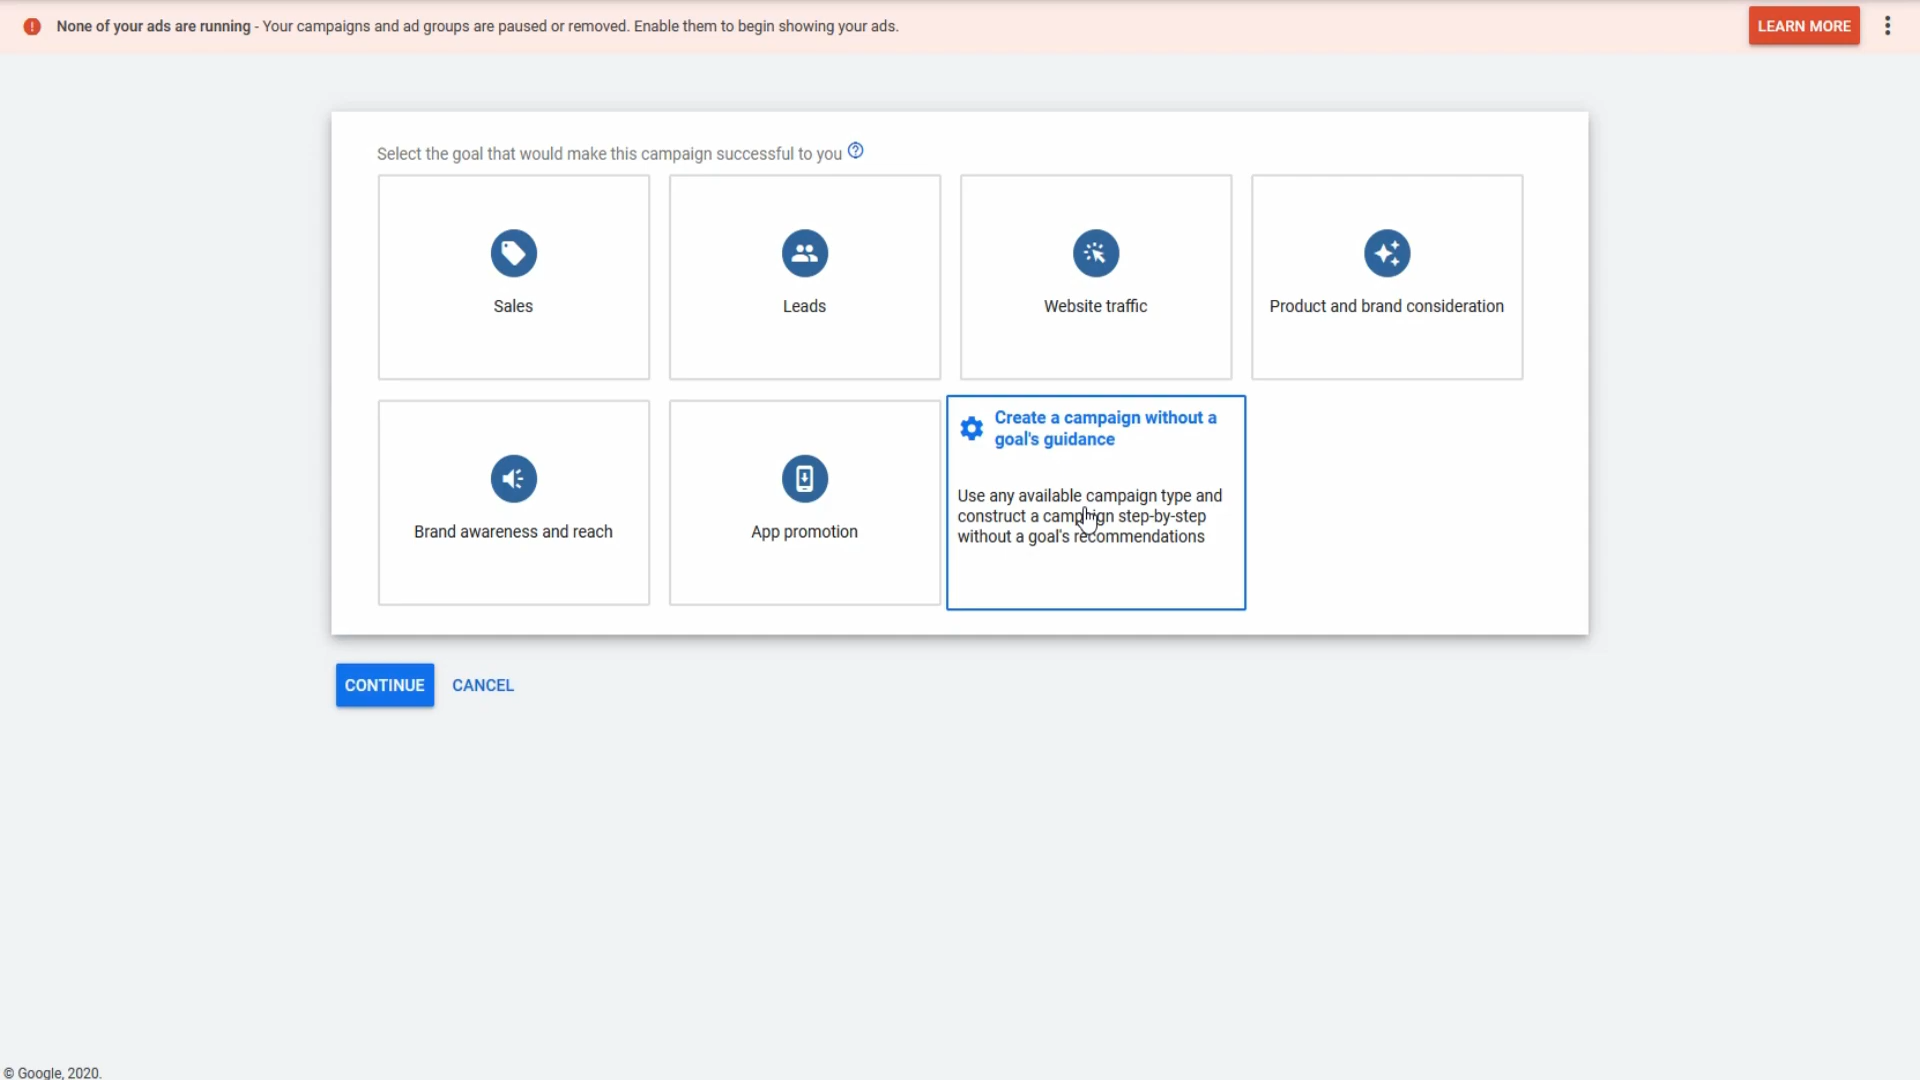 None of your ads are running - Your campaigns and ad groups are paused or removed. Enable them to begin showing your ads.
LEARN MORE
Select the goal that would make this campaign successful to you
Sales
Leads
Website traffic
Product and brand consideration
Brand awareness and reach
App promotion
Create a campaign without a
goal's guidance
Use any available campaign type and
construct a campaign step-by-step
without a goal's recommendations
CONTINUE
CANCEL
© Google, 2020.